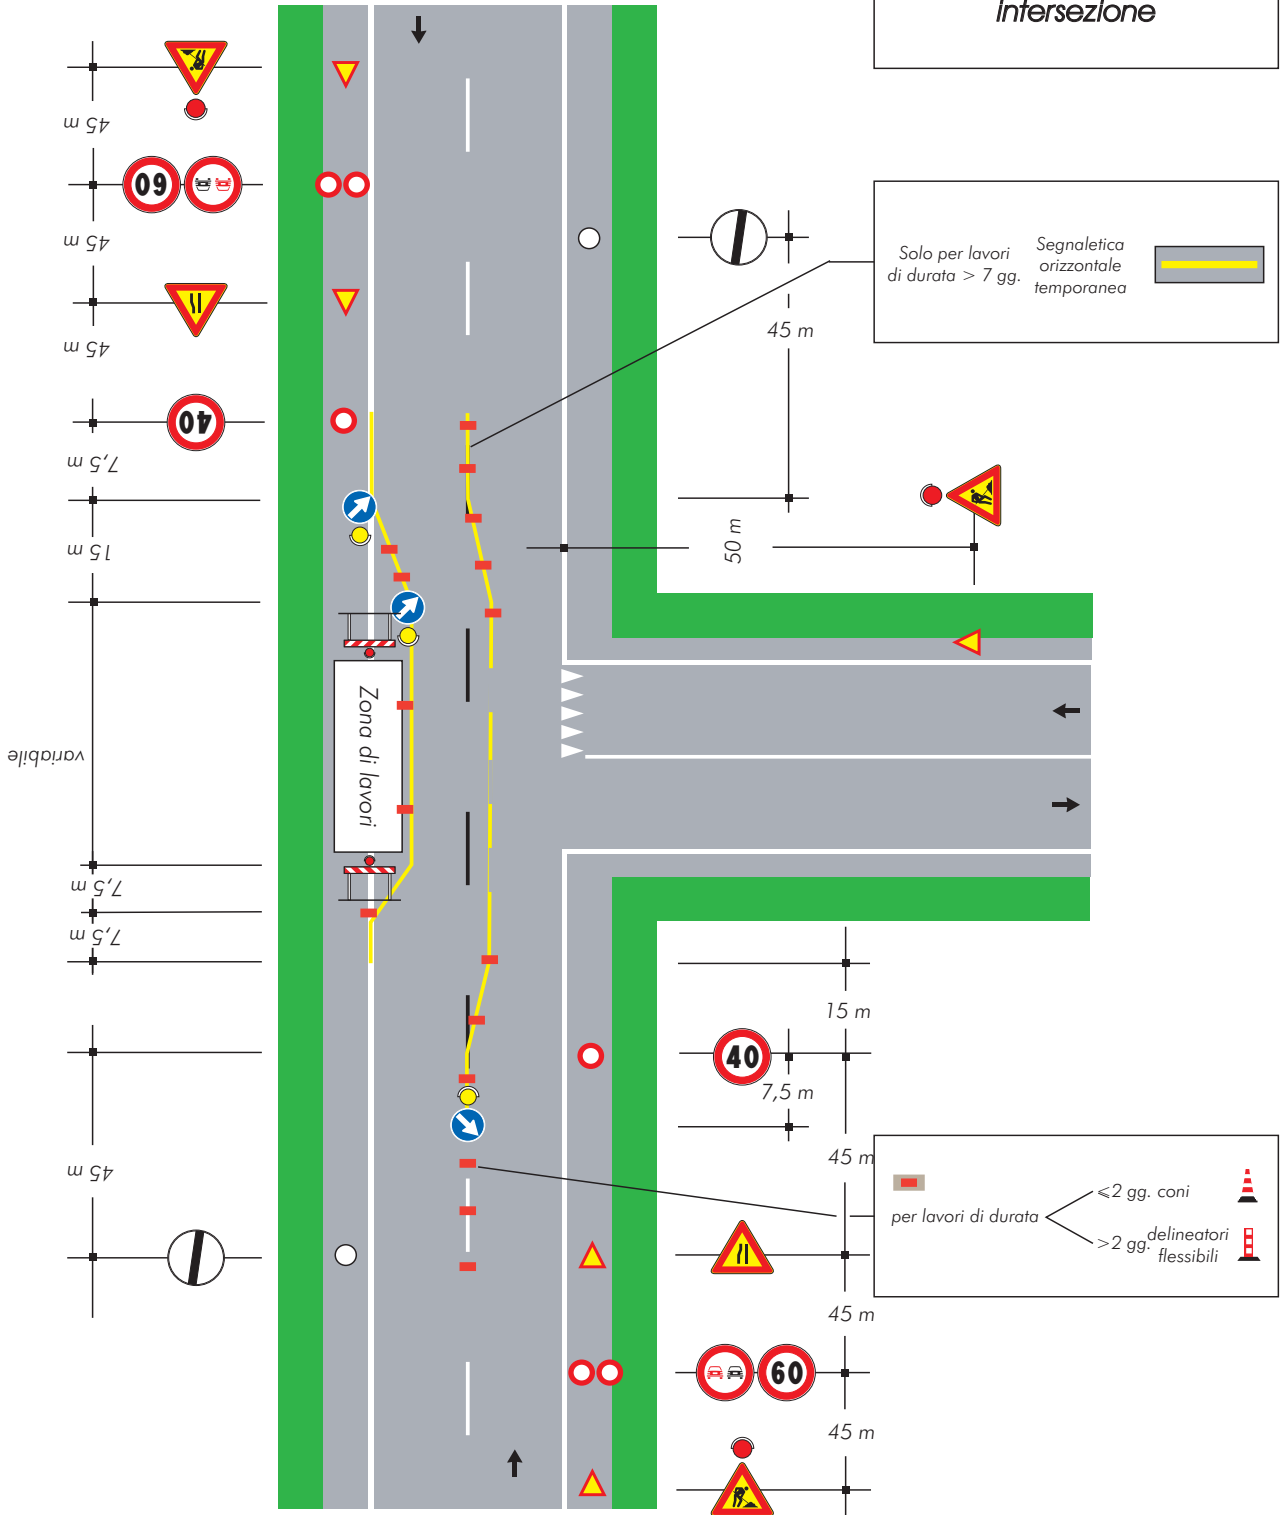 intersezione
45 m
60
45 m
45 m
40
7,5 m
15 m
variabile
7,5 m
7,5 m
45 m
Zona di lavori
45 m
50 m
Solo per lavori
di durata > 7 gg.
Segnaletica
orizzontale
temporanea
15 m
40
7,5 m
45 m
per lavori di durata
⩽2 gg. coni
>2 gg. delineatori
flessibili
45 m
60
45 m